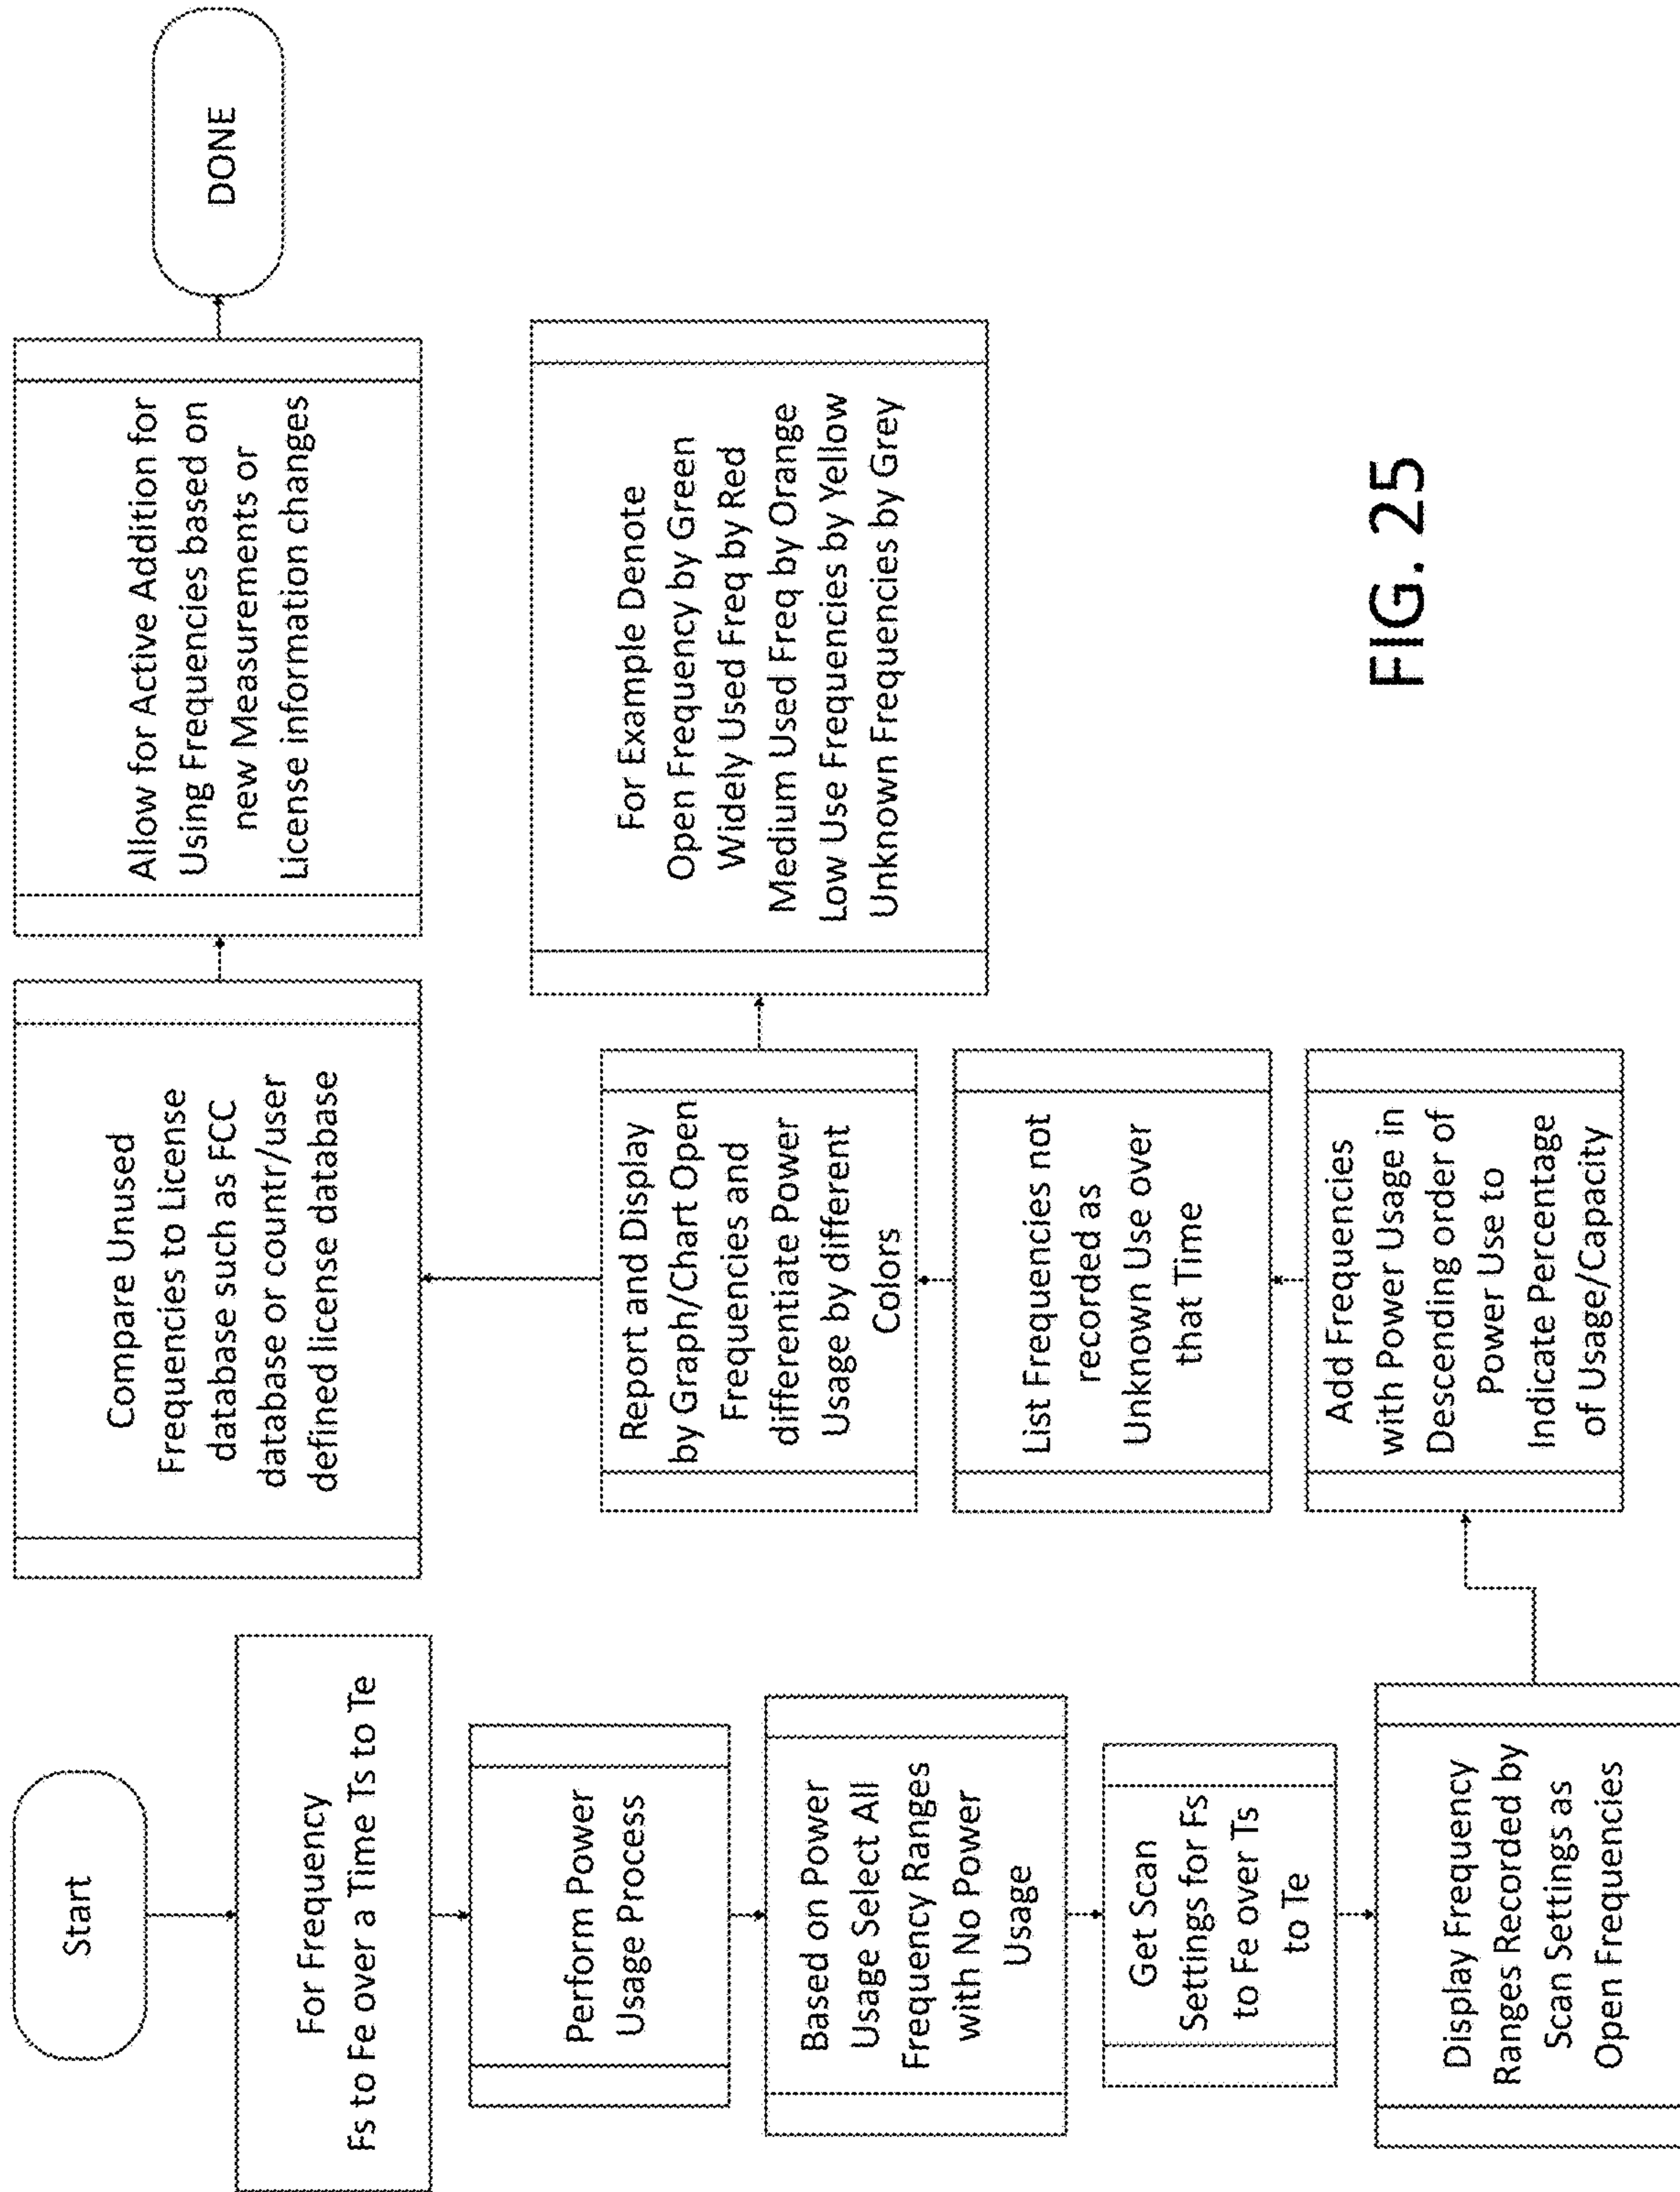 Start
For Frequency
Fs to Fe over a Time Ts to Te
Perform Power
Usage Process
Based on Power
Usage Select All
Frequency Ranges
with No Power
Usage
Get Scan
Settings for Fs
to Fe over Ts
to Te
Display Frequency
Ranges Recorded by
Scan Settings as
Open Frequencies
Add Frequencies
with Power Usage in
Descending order of
Power Use to
Indicate Percentage
of Usage/Capacity
List Frequencies not
recorded as
Unknown Use over
that Time
Report and Display
by Graph/Chart Open
Frequencies and
differentiate Power
Usage by different
Colors
For Example Denote
Open Frequency by Green
Widely Used Freq by Red
Medium Used Freq by Orange
Low Use Frequencies by Yellow
Unknown Frequencies by Grey
Compare Unused
Frequencies to License
database such as FCC
database or countr/user
defined license database
Allow for Active Addition for
Using Frequencies based on
new Measurements or
License information changes
DONE
FIG. 25